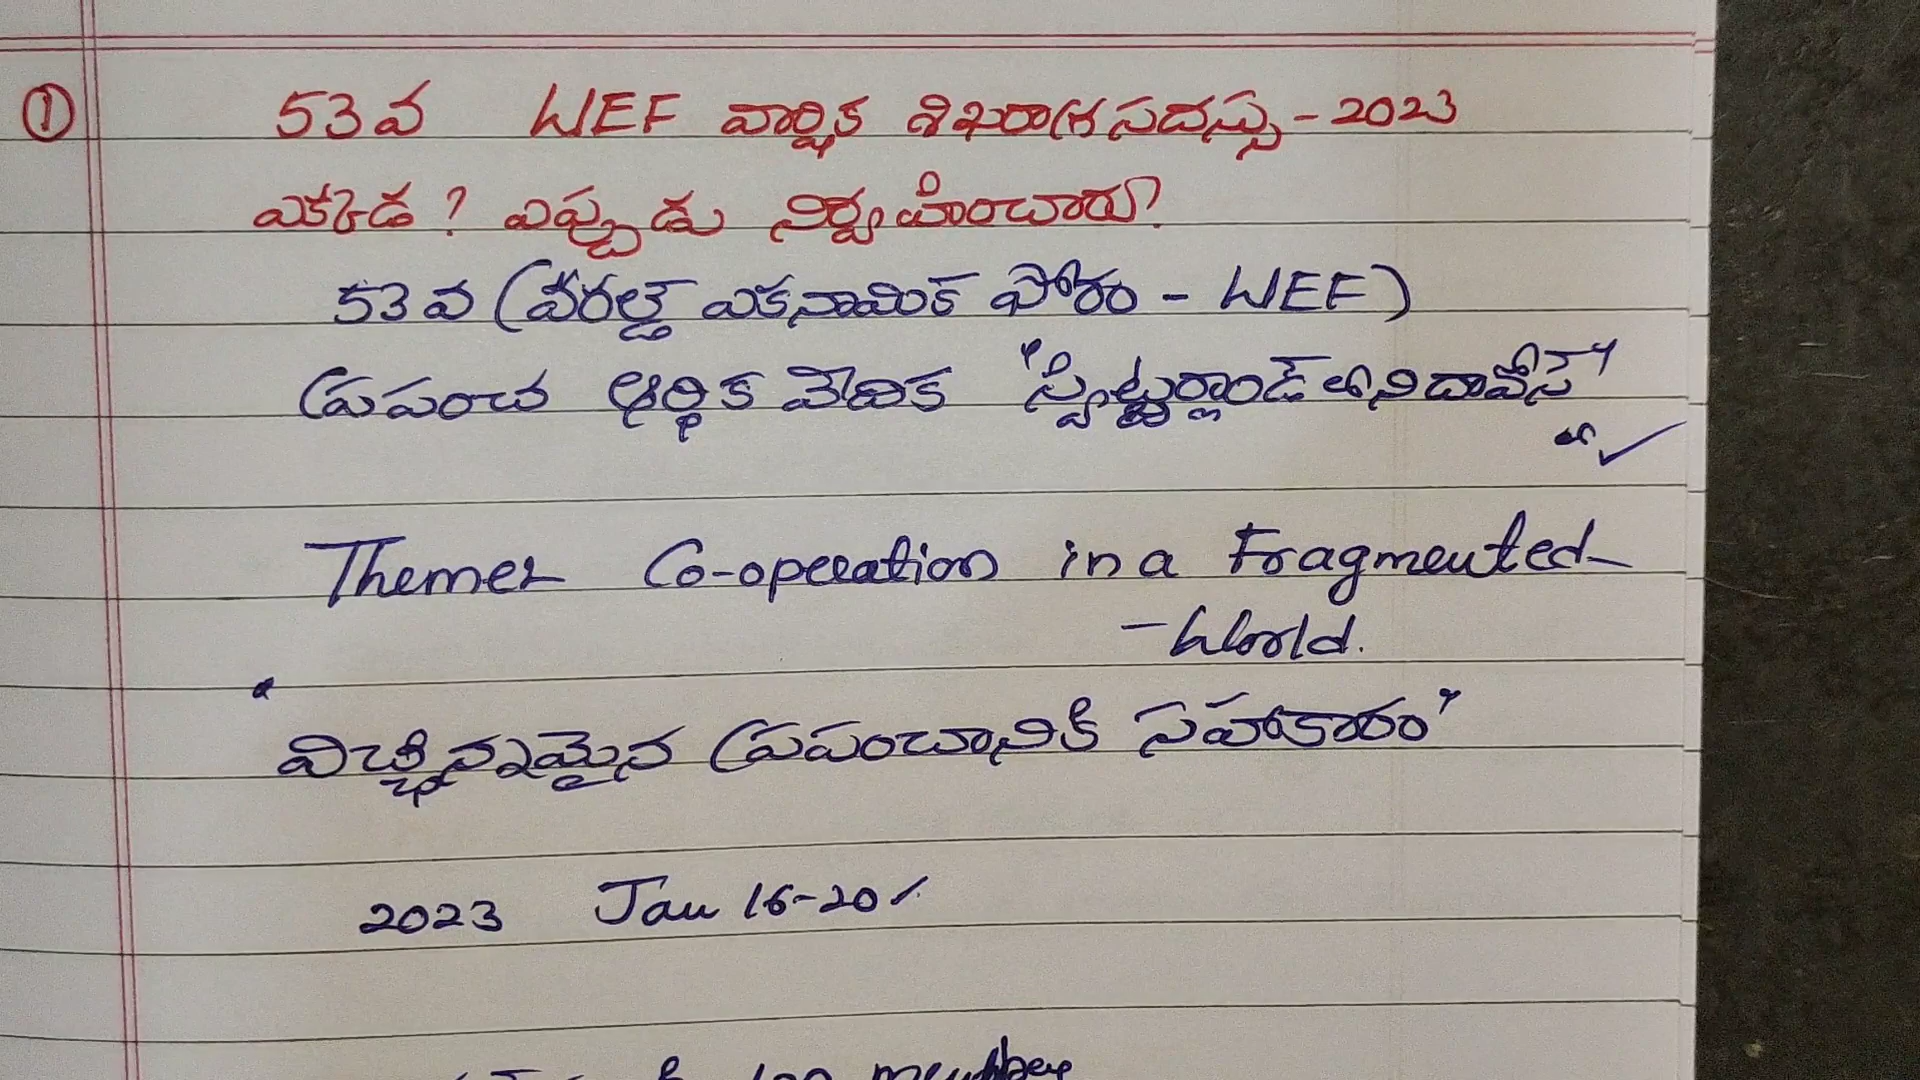 ① 53వ WEF వార్షిక శిఖరాగ్ర సదస్సు - 2023
ఎక్కడ? ఎప్పుడు నిర్వహించారు?
53వ (వరల్డ్ ఎకనామిక్ ఫోరం - WEF)
ప్రపంచ ఆర్థిక వేదిక 'స్విట్జర్లాండ్ లోని దావోస్'
లో
Theme:- Co-operation in a Fragmented
- World.
"విచ్ఛిన్నమైన ప్రపంచానికి సహాకారం"
2023 Jan 16-20